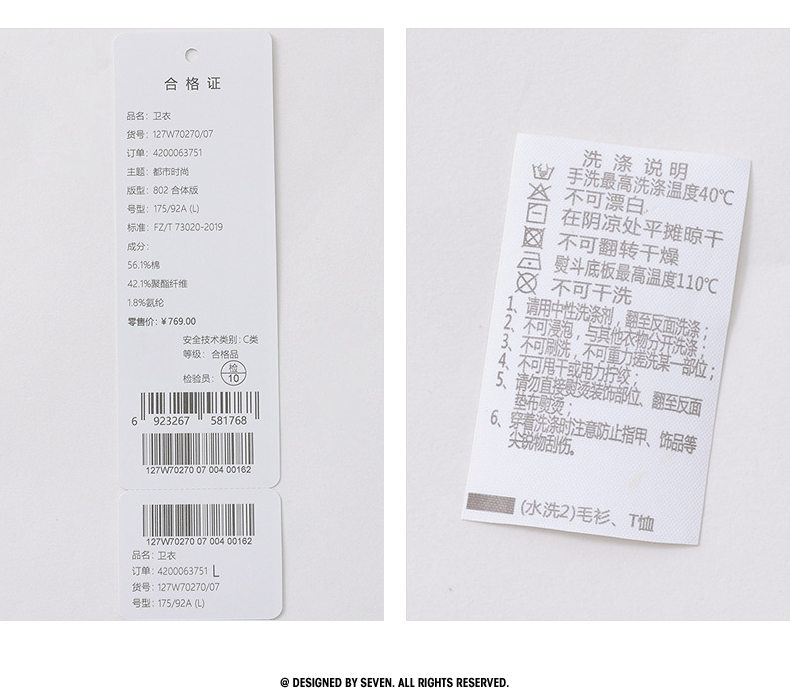 合格证
品名：卫衣
货号：127W70270/07
订单：4200063751
主题：都市时尚
版型：802 合体版
号型：175/92A (L)
标准：FZ/T 73020-2019
成分：
56.1%棉
42.1%聚酯纤维
1.8%氨纶
零售价：￥769.00
安全技术类别：C类
等级：合格品
检验员：检 10
6 923267 581768
127W70270 07 004 00162
127W70270 07 004 00162
品名：卫衣
订单：4200063751 L
货号：127W70270/07
号型：175/92A (L)
洗涤说明
手洗最高洗涤温度40℃
不可漂白
在阴凉处平摊晾干
不可翻转干燥
熨斗底板最高温度110℃
不可干洗
1、请用中性洗涤剂，翻至反面洗涤；
2、不可浸泡，与其他衣物分开洗涤；
3、不可刷洗，不可重力搓洗某一部位；
4、不可甩干或用力拧绞；
5、请勿直接熨烫装饰部位、翻至反面
垫布熨烫；
6、穿着洗涤时注意防止指甲、饰品等
尖锐物刮伤。
(水洗2)毛衫、T恤
@ DESIGNED BY SEVEN. ALL RIGHTS RESERVED.